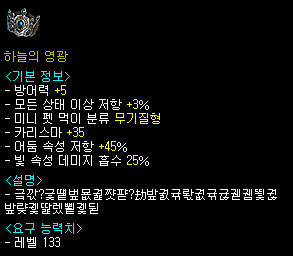 하늘의 영광
<기본 정보>
- 방어력 +5
- 모든 상태 이상 저항 +3%
- 미니 펫 먹이 분류 무기질형
- 카리스마 +35
- 어둠 속성 저항 +45%
- 빛 속성 데미지 흡수 25%
<설명>
<요구 능력치>
- 레벨 133